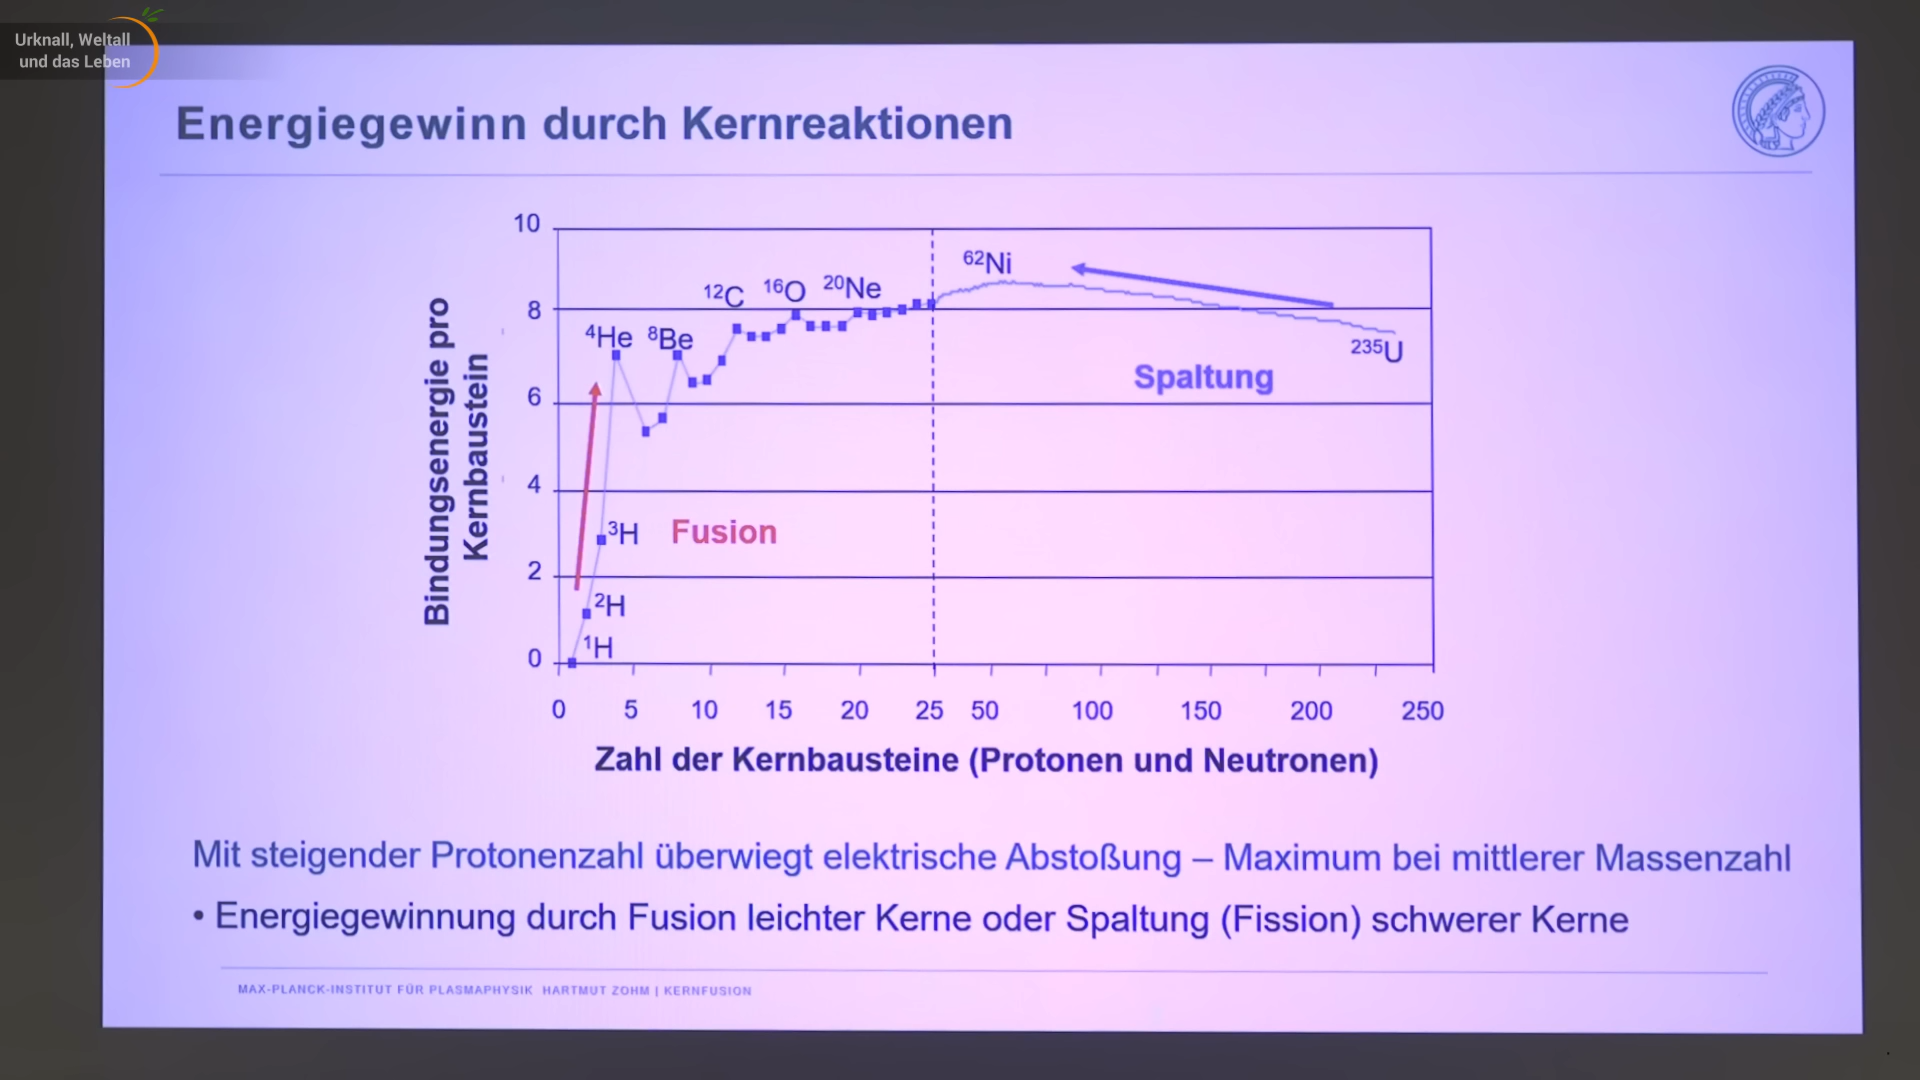 Urknall, Weltall
und das Leben
Energiegewinn durch Kernreaktionen
Bindungsenergie pro
Kernbaustein
10
8
6
4
2
0
¹H
²H
³H
⁴He
⁸Be
¹²C
¹⁶O
²⁰Ne
⁶²Ni
²³⁵U
Fusion
Spaltung
0 5 10 15 20 25 50 100 150 200 250
Zahl der Kernbausteine (Protonen und Neutronen)
Mit steigender Protonenzahl überwiegt elektrische Abstoßung – Maximum bei mittlerer Massenzahl
• Energiegewinnung durch Fusion leichter Kerne oder Spaltung (Fission) schwerer Kerne
MAX-PLANCK-INSTITUT FÜR PLASMAPHYSIK HARTMUT ZOHM | KERNFUSION